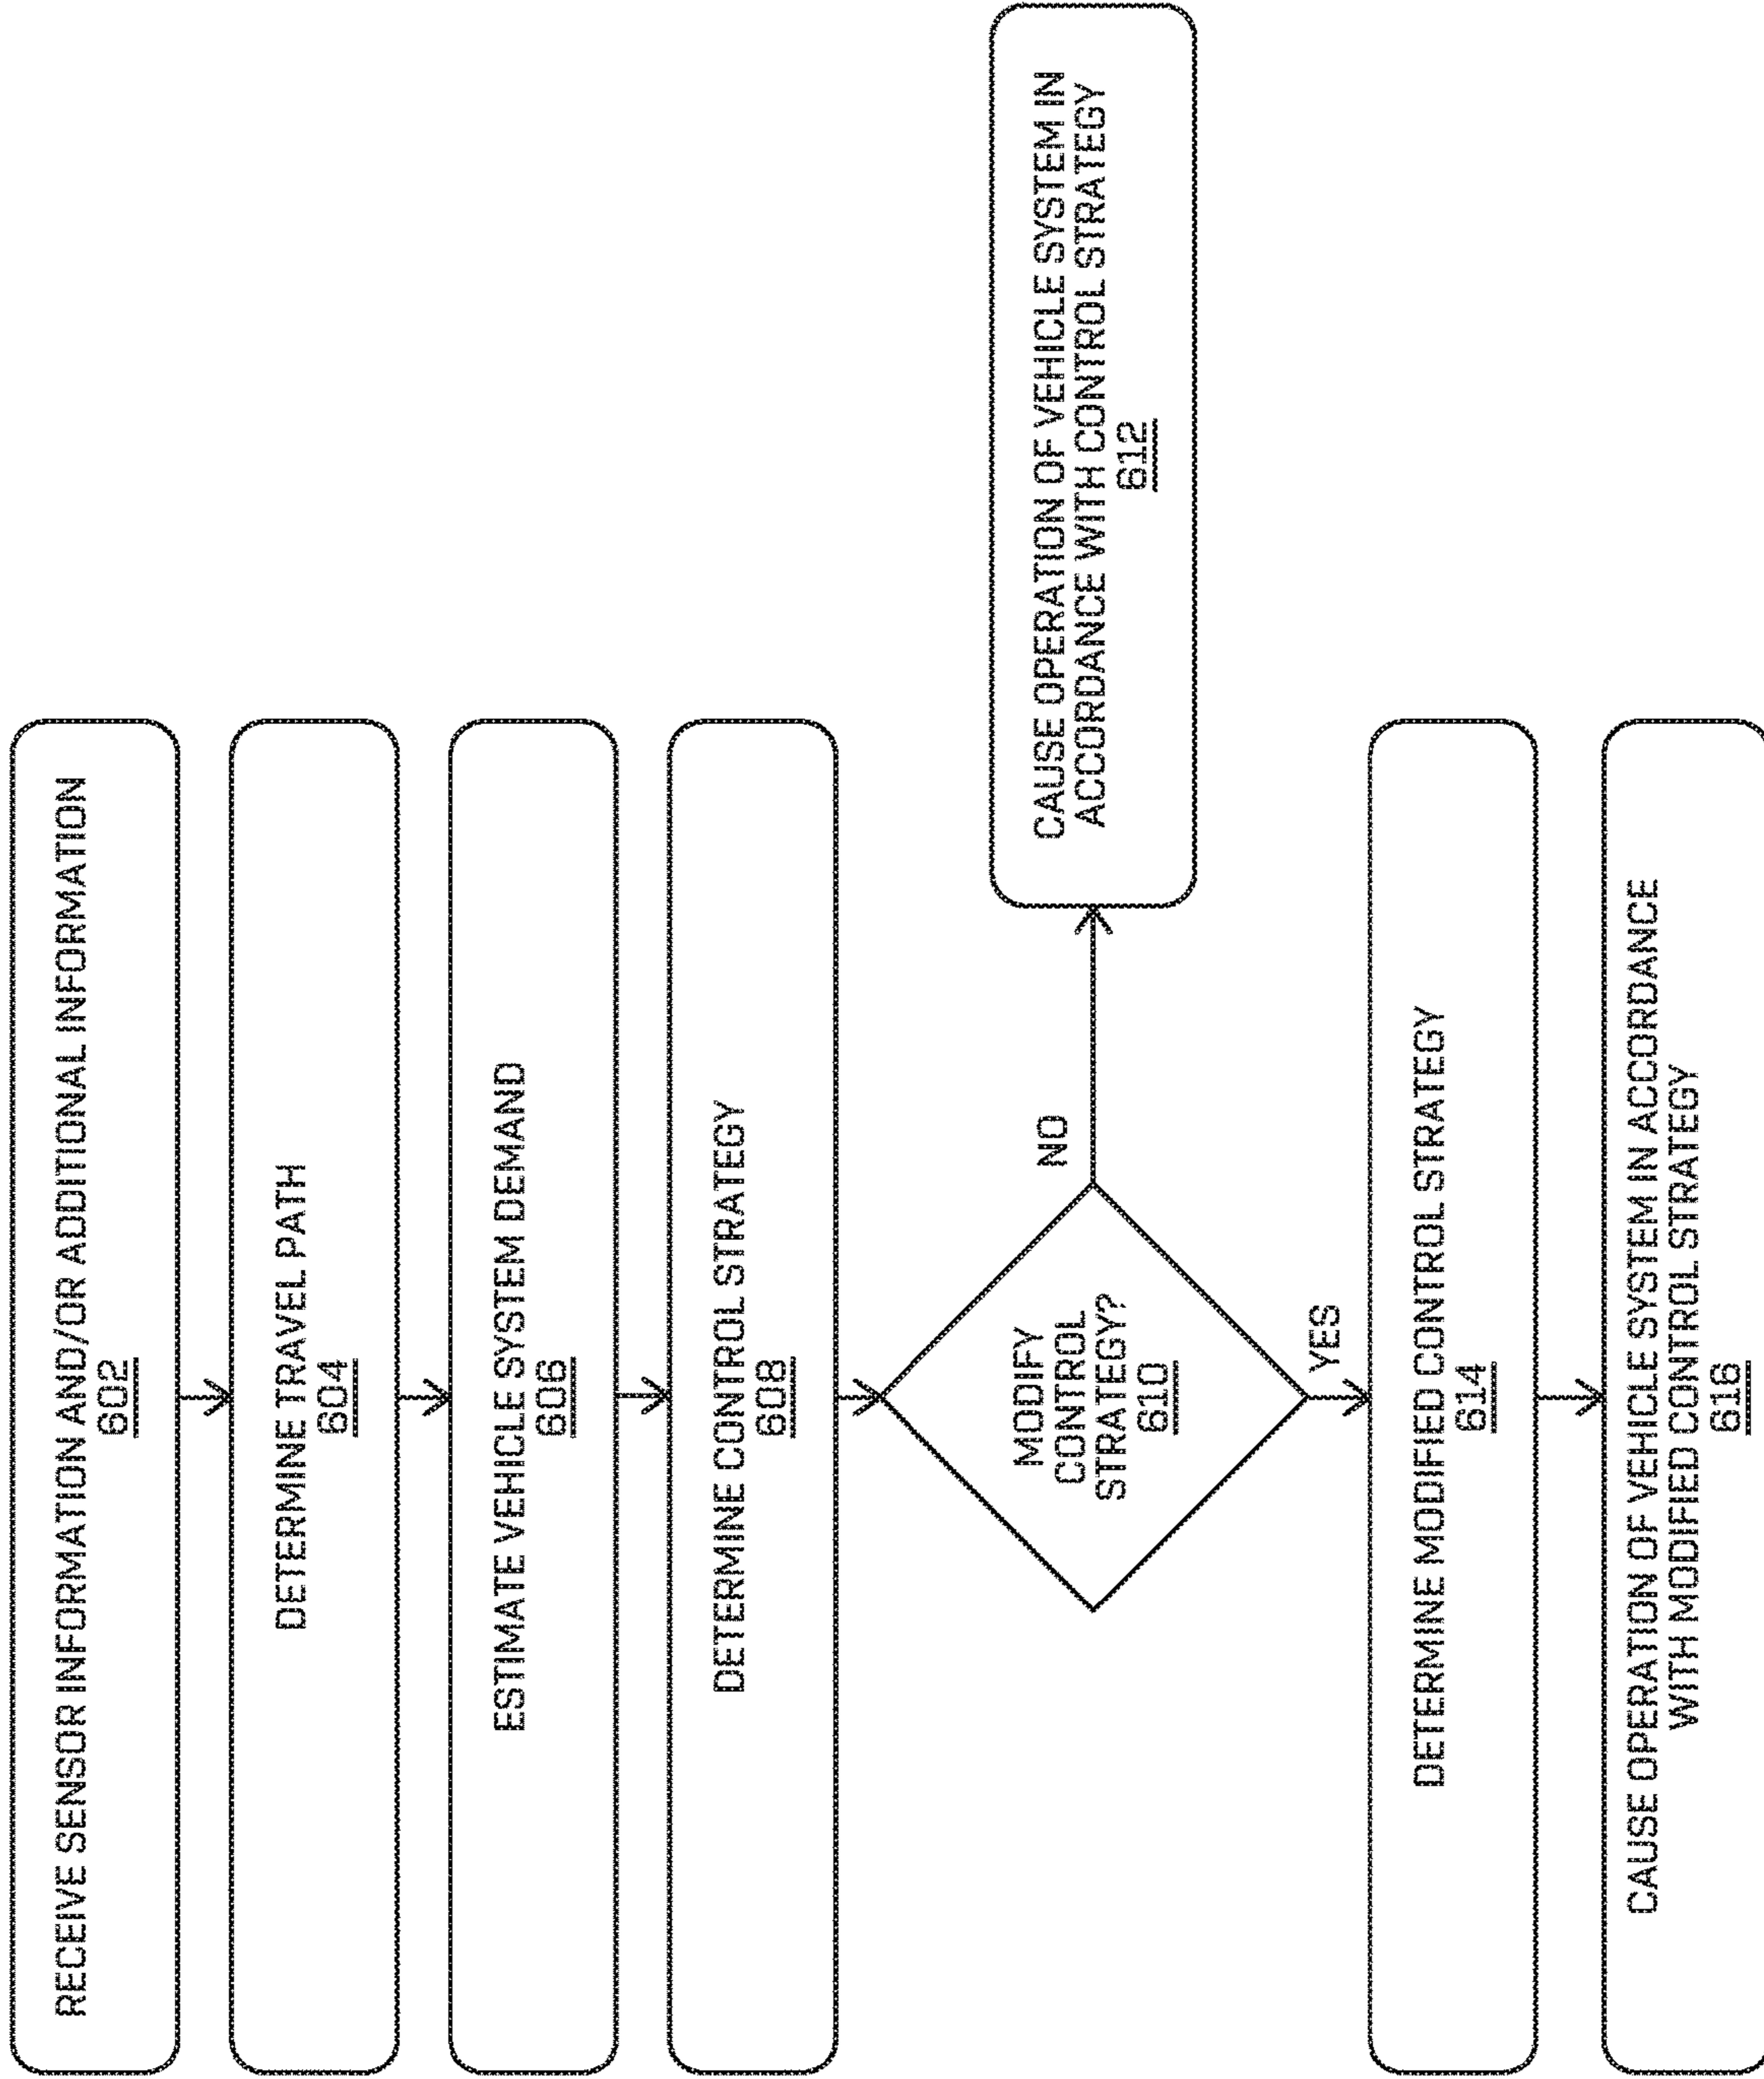 RECEIVE SENSOR INFORMATION AND/OR ADDITIONAL INFORMATION
602
DETERMINE TRAVEL PATH
604
ESTIMATE VEHICLE SYSTEM DEMAND
606
DETERMINE CONTROL STRATEGY
608
MODIFY
CONTROL
STRATEGY?
610
NO
CAUSE OPERATION OF VEHICLE SYSTEM IN
ACCORDANCE WITH CONTROL STRATEGY
612
YES
DETERMINE MODIFIED CONTROL STRATEGY
614
CAUSE OPERATION OF VEHICLE SYSTEM IN ACCORDANCE
WITH MODIFIED CONTROL STRATEGY
616